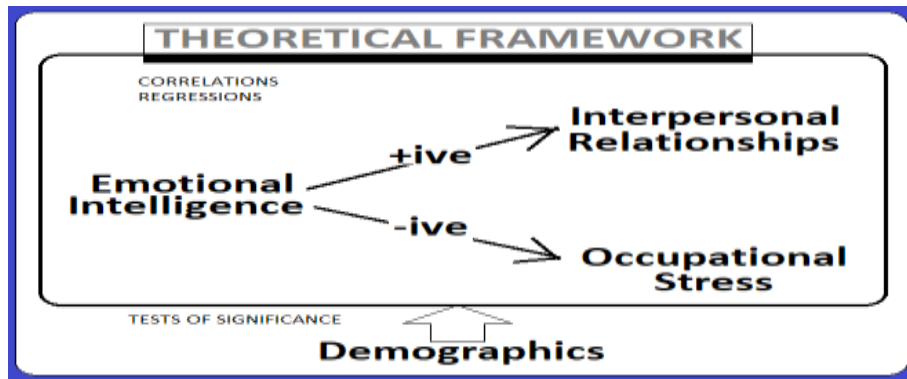 THEORETICAL FRAMEWORK
CORRELATIONS
REGRESSIONS
Interpersonal
Relationships
+ive
Emotional
Intelligence
-ive
Occupational
Stress
TESTS OF SIGNIFICANCE
Demographics